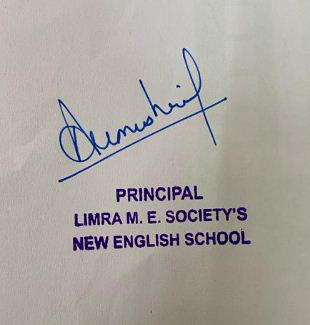 PRINCIPAL
LIMRA M. E. SOCIETY'S
NEW ENGLISH SCHOOL